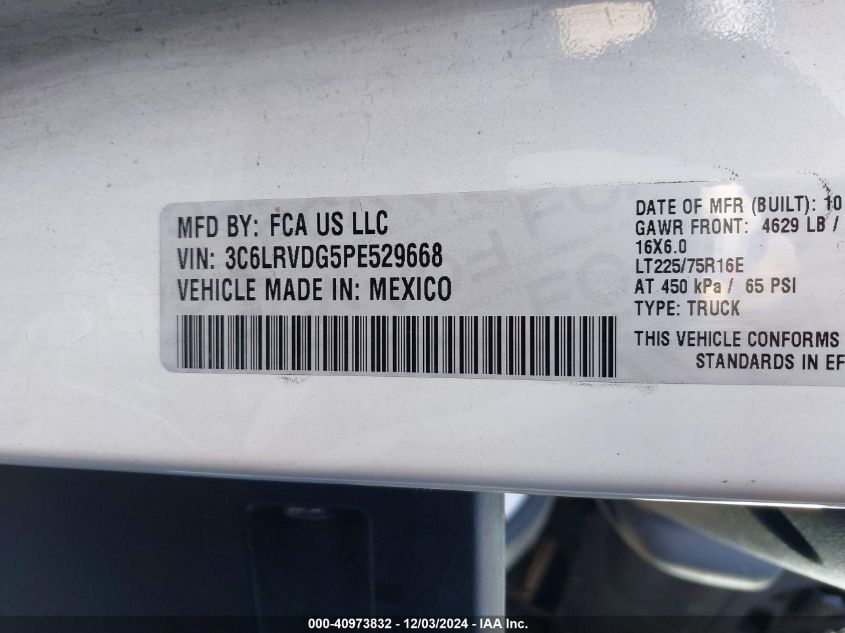 MFD BY: FCA US LLC
VIN: 3C6LRVDG5PE529668
VEHICLE MADE IN: MEXICO
DATE OF MFR (BUILT): 10
GAWR FRONT: 4629 LB /
16X6.0
LT225/75R16E
AT 450 kPa / 65 PSI
TYPE: TRUCK
THIS VEHICLE CONFORMS
STANDARDS IN EF
000-40973832 - 12/03/2024 - IAA Inc.